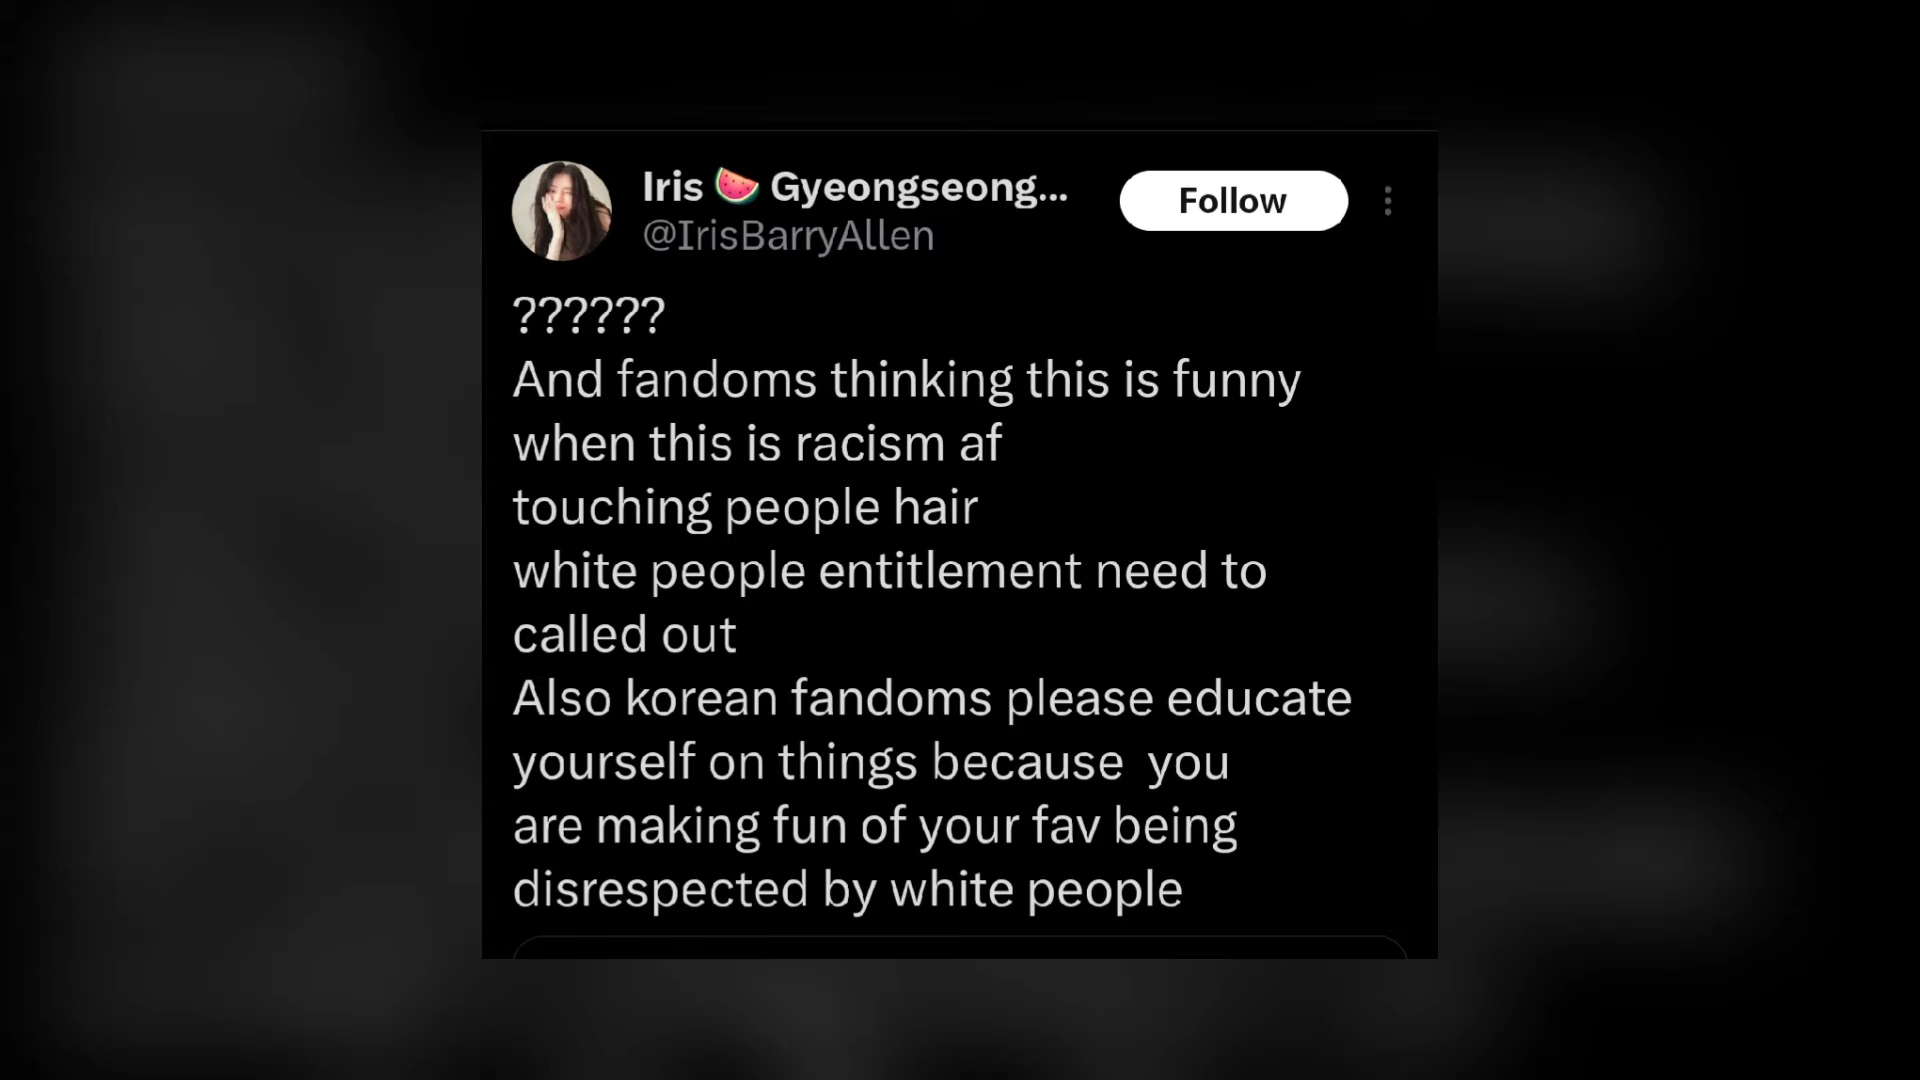 Iris 🍉 Gyeongseong...
Follow
@IrisBarryAllen
??????
And fandoms thinking this is funny
when this is racism af
touching people hair
white people entitlement need to
called out
Also korean fandoms please educate
yourself on things because  you
are making fun of your fav being
disrespected by white people